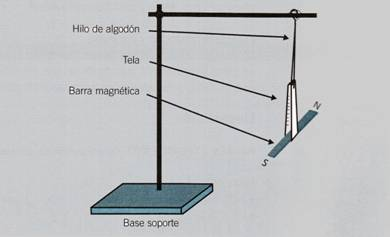 Hilo de algodón
Tela
Barra magnética
N
S
Base soporte